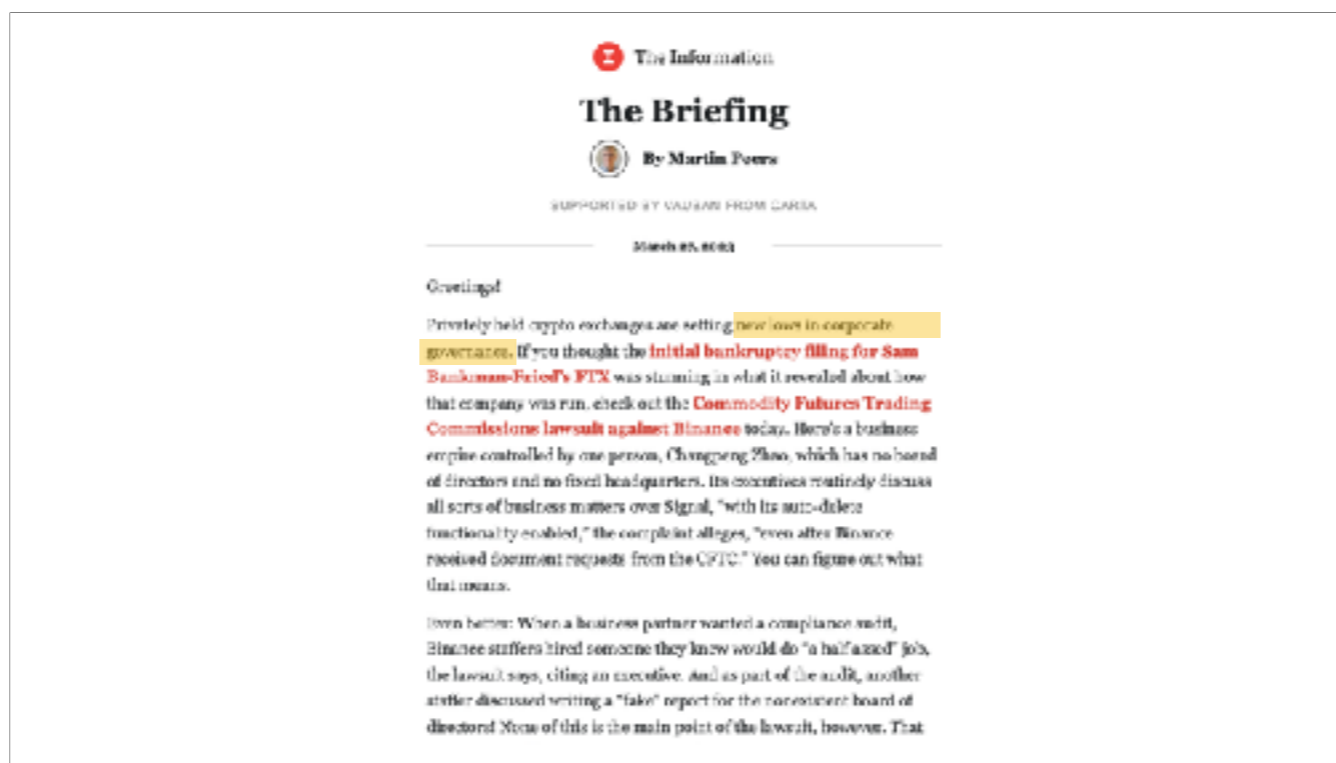 The Information
The Briefing
By Martin Peers
SUPPORTED BY VAUBAN FROM CARTA
March 27, 2023
Greetings!
Privately held crypto exchanges are setting new lows in corporate
governance. If you thought the initial bankruptcy filing for Sam
Bankman-Fried's FTX was stunning in what it revealed about how
that company was run, check out the Commodity Futures Trading
Commissions lawsuit against Binance today. Here's a business
empire controlled by one person, Changpeng Zhao, which has no board
of directors and no fixed headquarters. Its executives routinely discuss
all sorts of business matters over Signal, "with its auto-delete
functionality enabled," the complaint alleges, "even after Binance
received document requests from the CFTC." You can figure out what
that means.
Even better: When a business partner wanted a compliance audit,
Binance staffers hired someone they knew would do "a half assed" job,
the lawsuit says, citing an executive. And as part of the audit, another
staffer discussed writing a "fake" report for the nonexistent board of
directors! None of this is the main point of the lawsuit, however. That